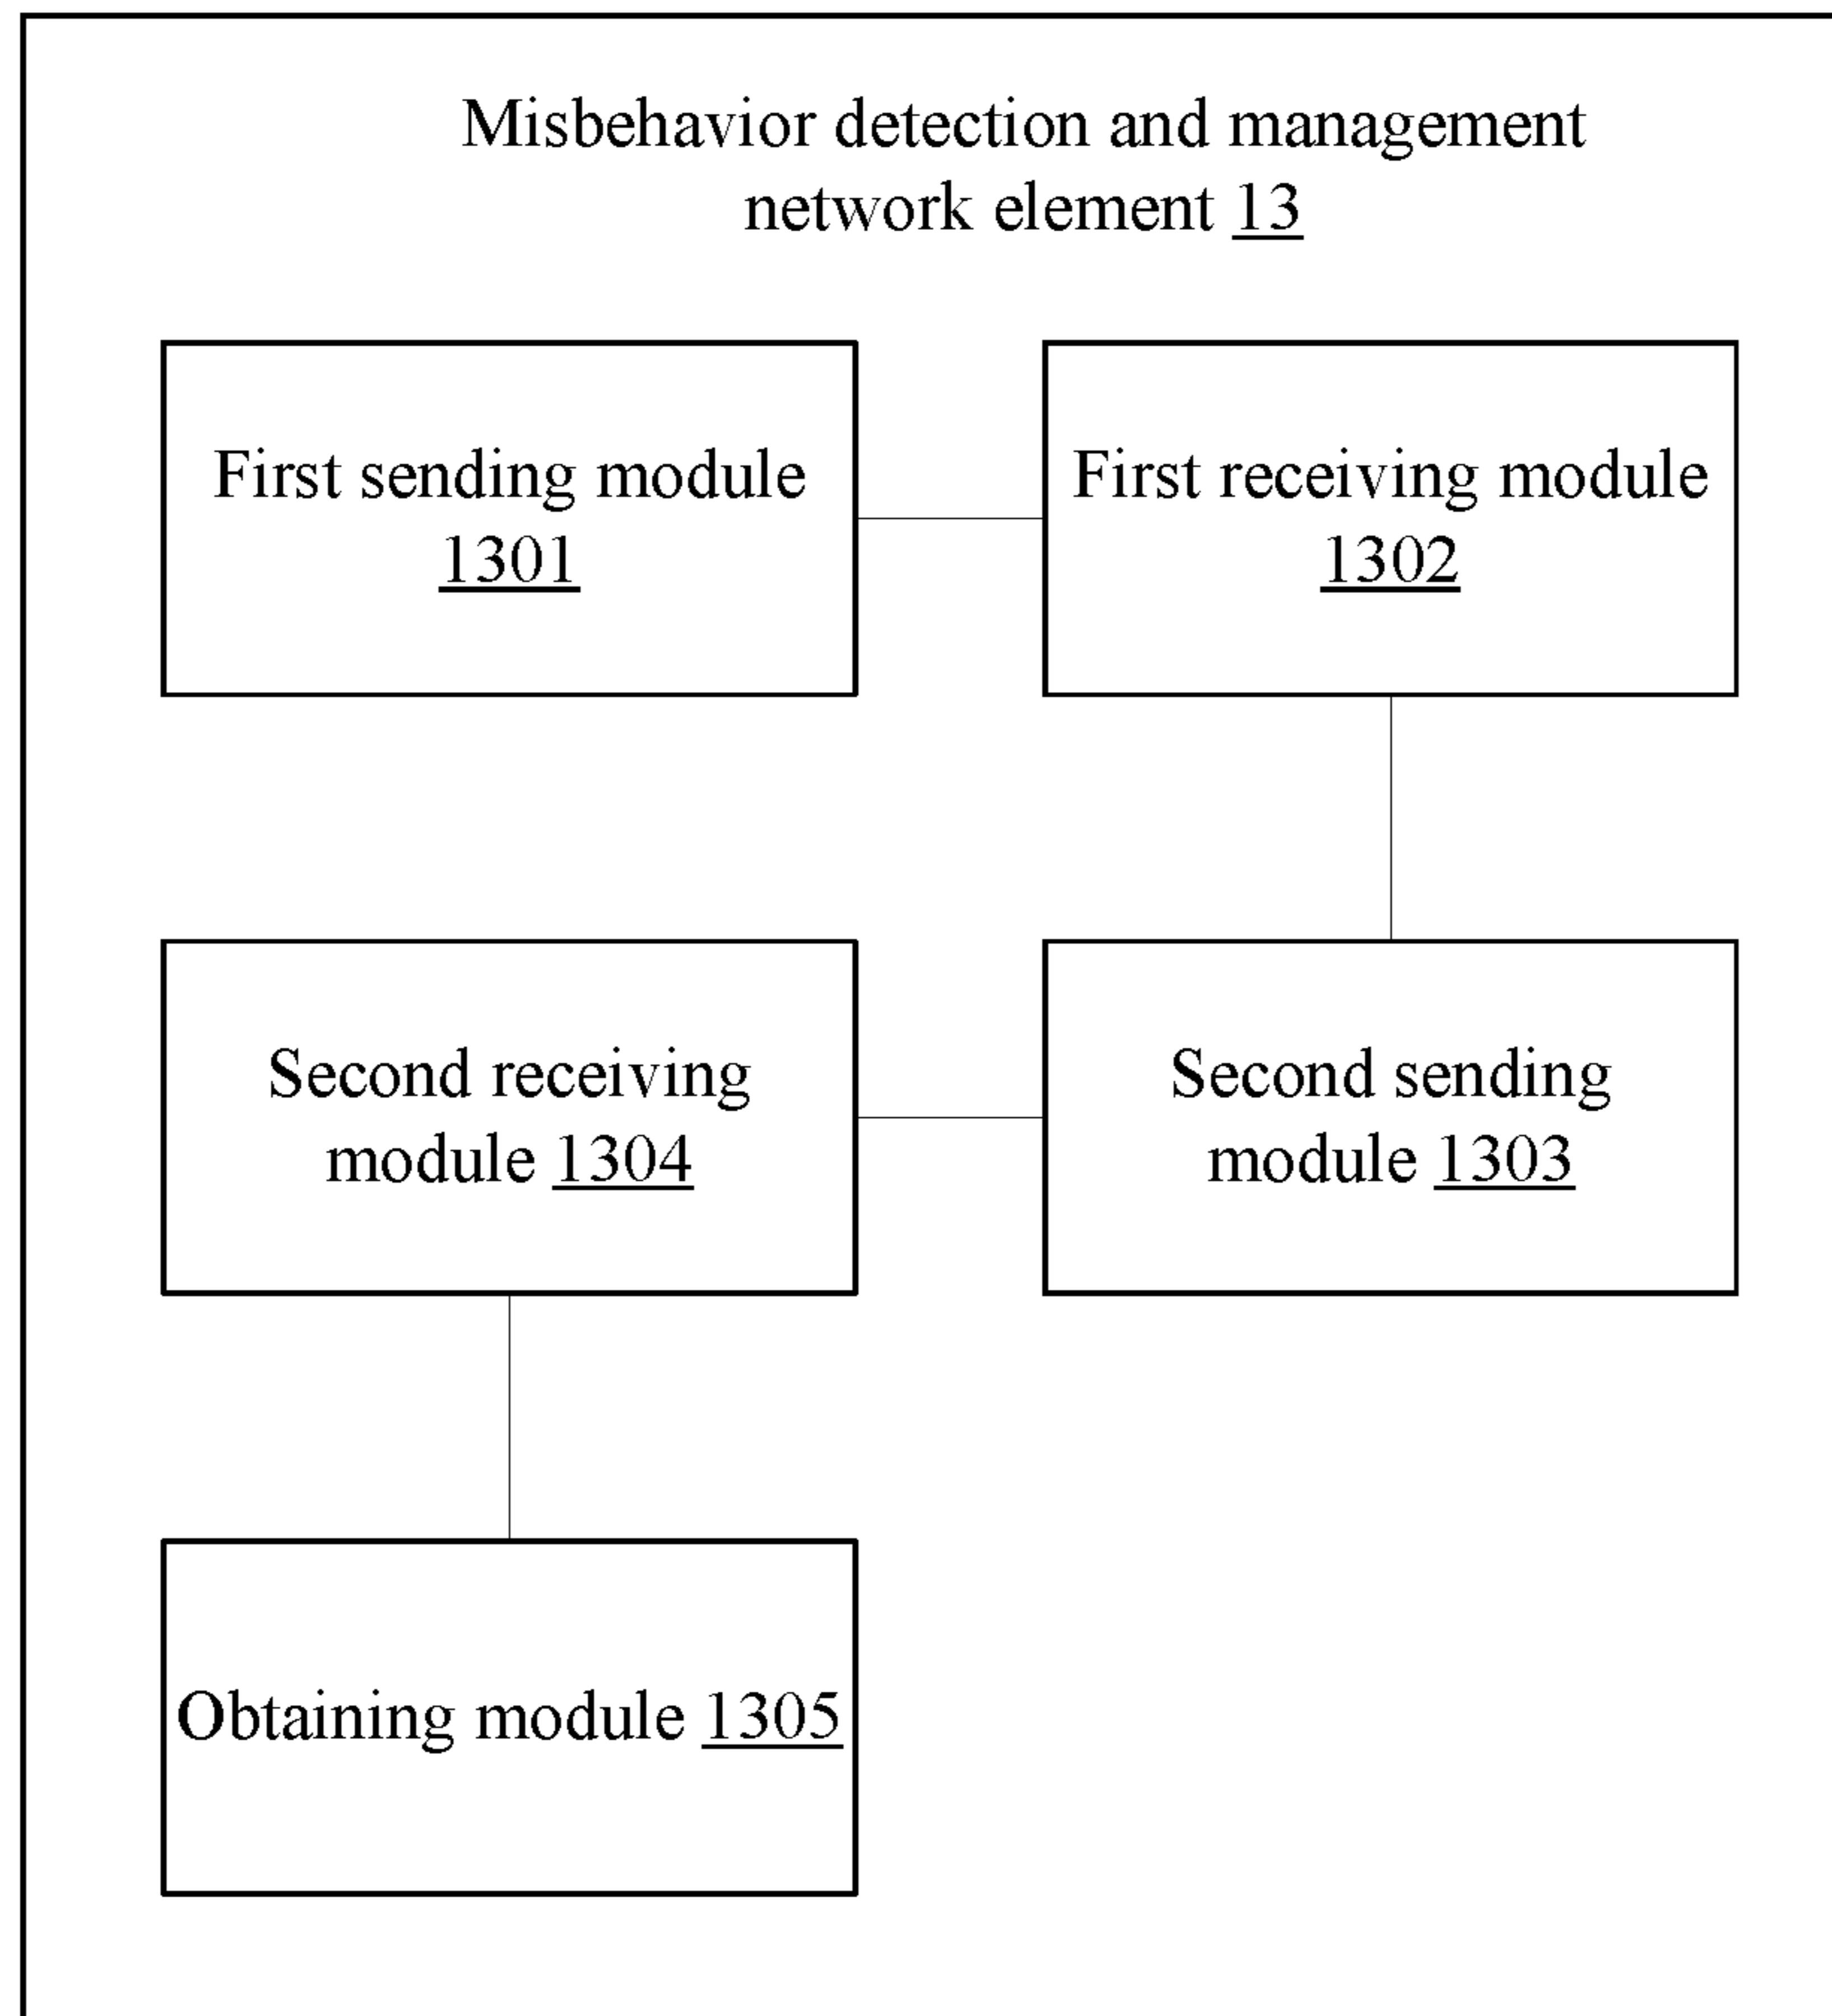 Misbehavior detection and management
network element 13
First sending module
1301
First receiving module
1302
Second receiving
module 1304
Second sending
module 1303
Obtaining module 1305